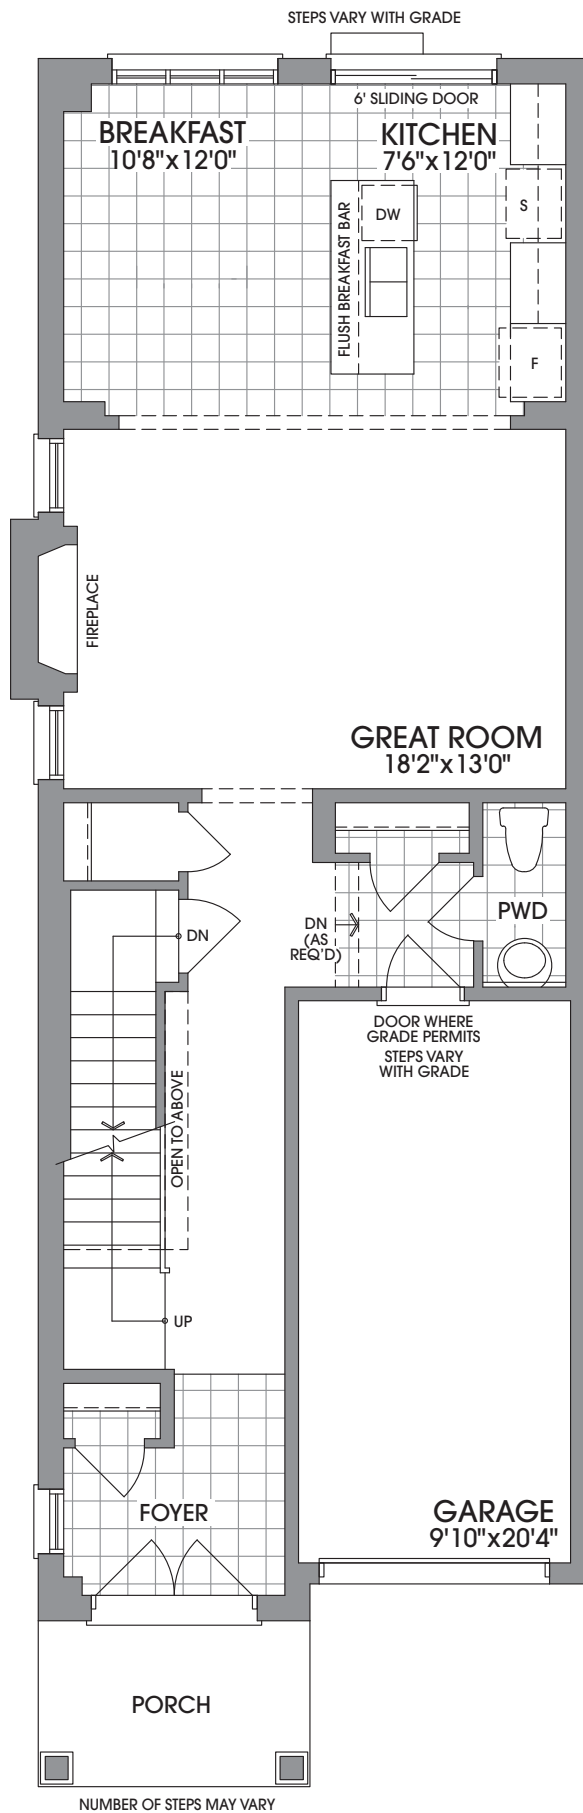 STEPS VARY WITH GRADE
6' SLIDING DOOR
BREAKFAST
10'8"x12'0"
KITCHEN
7'6"x12'0"
S
DW
FLUSH BREAKFAST BAR
F
FIREPLACE
GREAT ROOM
18'2"x13'0"
PWD
DN
DN
(AS
REQ'D)
DOOR WHERE
GRADE PERMITS
STEPS VARY
WITH GRADE
OPEN TO ABOVE
UP
FOYER
GARAGE
9'10"x20'4"
PORCH
NUMBER OF STEPS MAY VARY